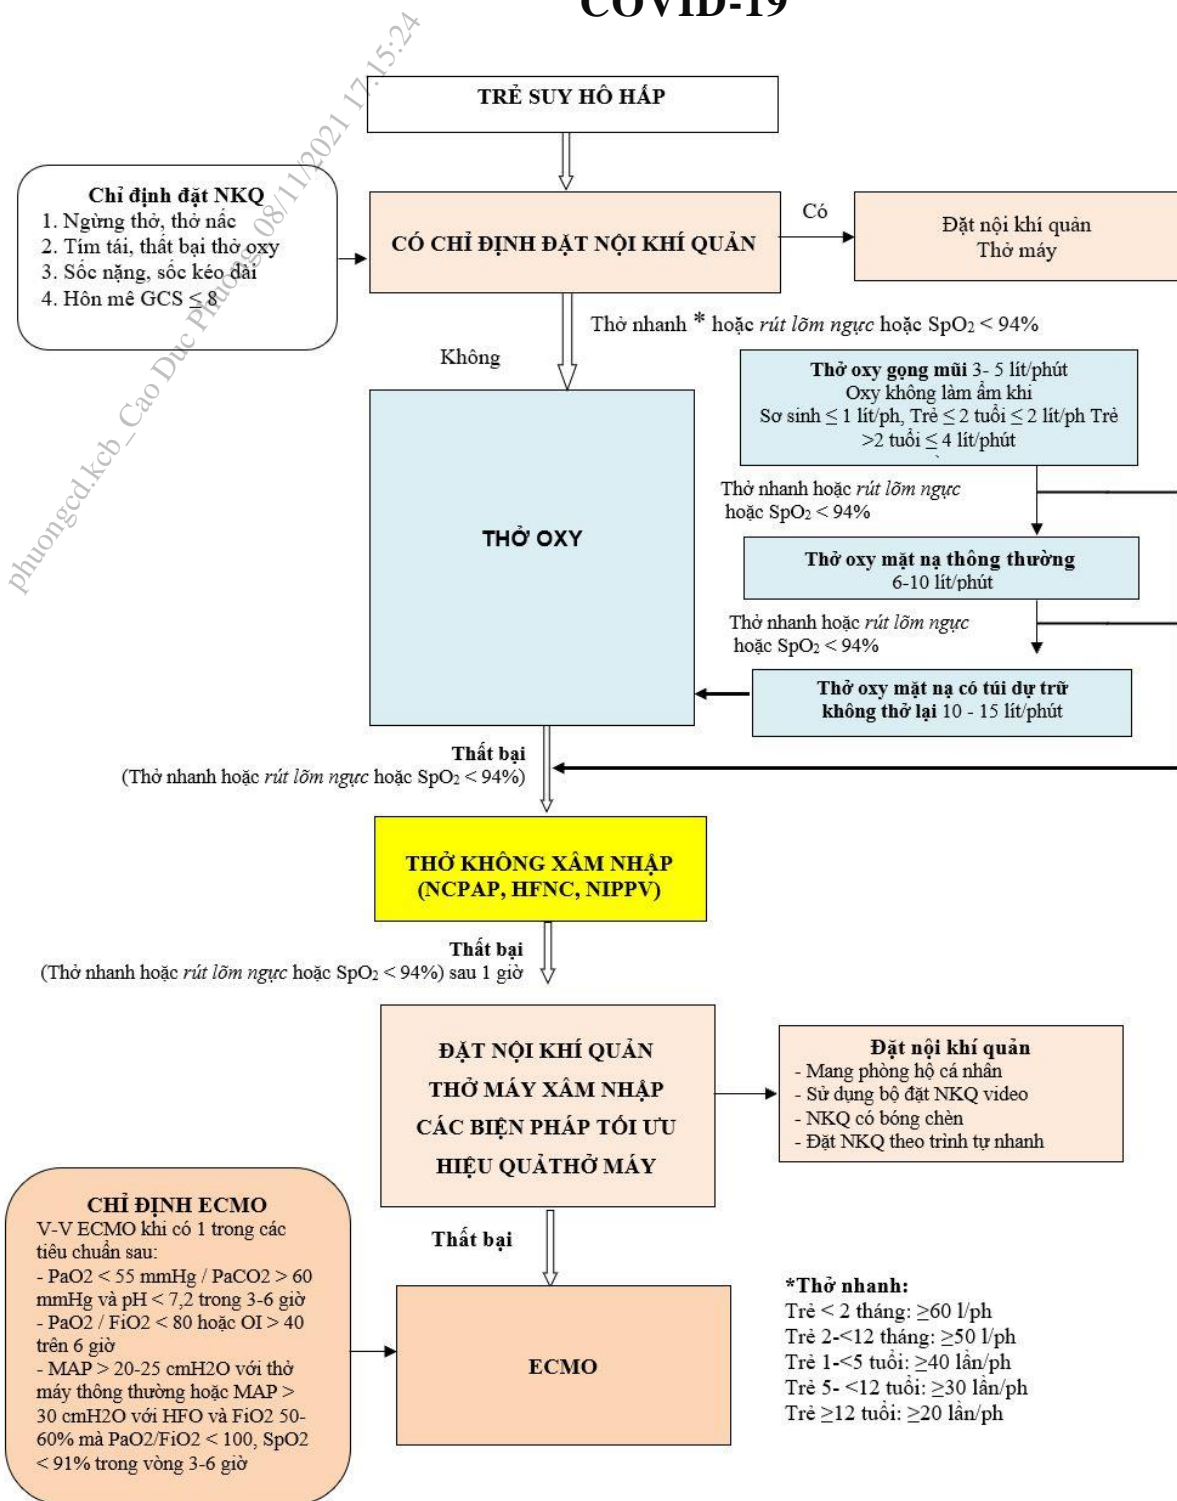 COVID-19
phuongcd.kcb_Cao Duc Phuong_08/11/2021 17:15:24
TRẺ SUY HÔ HẤP
Chỉ định đặt NKQ
1. Ngừng thở, thở nấc
2. Tím tái, thất bại thở oxy
3. Sốc nặng, sốc kéo dài
4. Hôn mê GCS ≤ 8
CÓ CHỈ ĐỊNH ĐẶT NỘI KHÍ QUẢN
Có
Đặt nội khí quản
Thở máy
Thở nhanh * hoặc rút lõm ngực hoặc SpO2 < 94%
Không
THỞ OXY
Thở oxy gọng mũi 3- 5 lít/phút
Oxy không làm ẩm khi
Sơ sinh ≤ 1 lít/ph, Trẻ ≤ 2 tuổi ≤ 2 lít/ph Trẻ
>2 tuổi ≤ 4 lít/phút
Thở nhanh hoặc rút lõm ngực
hoặc SpO2 < 94%
Thở oxy mặt nạ thông thường
6-10 lít/phút
Thở nhanh hoặc rút lõm ngực
hoặc SpO2 < 94%
Thở oxy mặt nạ có túi dự trữ
không thở lại 10 - 15 lít/phút
Thất bại
(Thở nhanh hoặc rút lõm ngực hoặc SpO2 < 94%)
THỞ KHÔNG XÂM NHẬP
(NCPAP, HFNC, NIPPV)
Thất bại
(Thở nhanh hoặc rút lõm ngực hoặc SpO2 < 94%) sau 1 giờ
ĐẶT NỘI KHÍ QUẢN
THỞ MÁY XÂM NHẬP
CÁC BIỆN PHÁP TỐI ƯU
HIỆU QUẢTHỞ MÁY
Đặt nội khí quản
- Mang phòng hộ cá nhân
- Sử dụng bộ đặt NKQ video
- NKQ có bóng chèn
- Đặt NKQ theo trình tự nhanh
Thất bại
CHỈ ĐỊNH ECMO
V-V ECMO khi có 1 trong các
tiêu chuẩn sau:
- PaO2 < 55 mmHg / PaCO2 > 60
mmHg và pH < 7,2 trong 3-6 giờ
- PaO2 / FiO2 < 80 hoặc OI > 40
trên 6 giờ
- MAP > 20-25 cmH2O với thở
máy thông thường hoặc MAP >
30 cmH2O với HFO và FiO2 50-
60% mà PaO2/FiO2 < 100, SpO2
< 91% trong vòng 3-6 giờ
ECMO
*Thở nhanh:
Trẻ < 2 tháng: ≥60 l/ph
Trẻ 2-<12 tháng: ≥50 l/ph
Trẻ 1-<5 tuổi: ≥40 lần/ph
Trẻ 5- <12 tuổi: ≥30 lần/ph
Trẻ ≥12 tuổi: ≥20 lần/ph